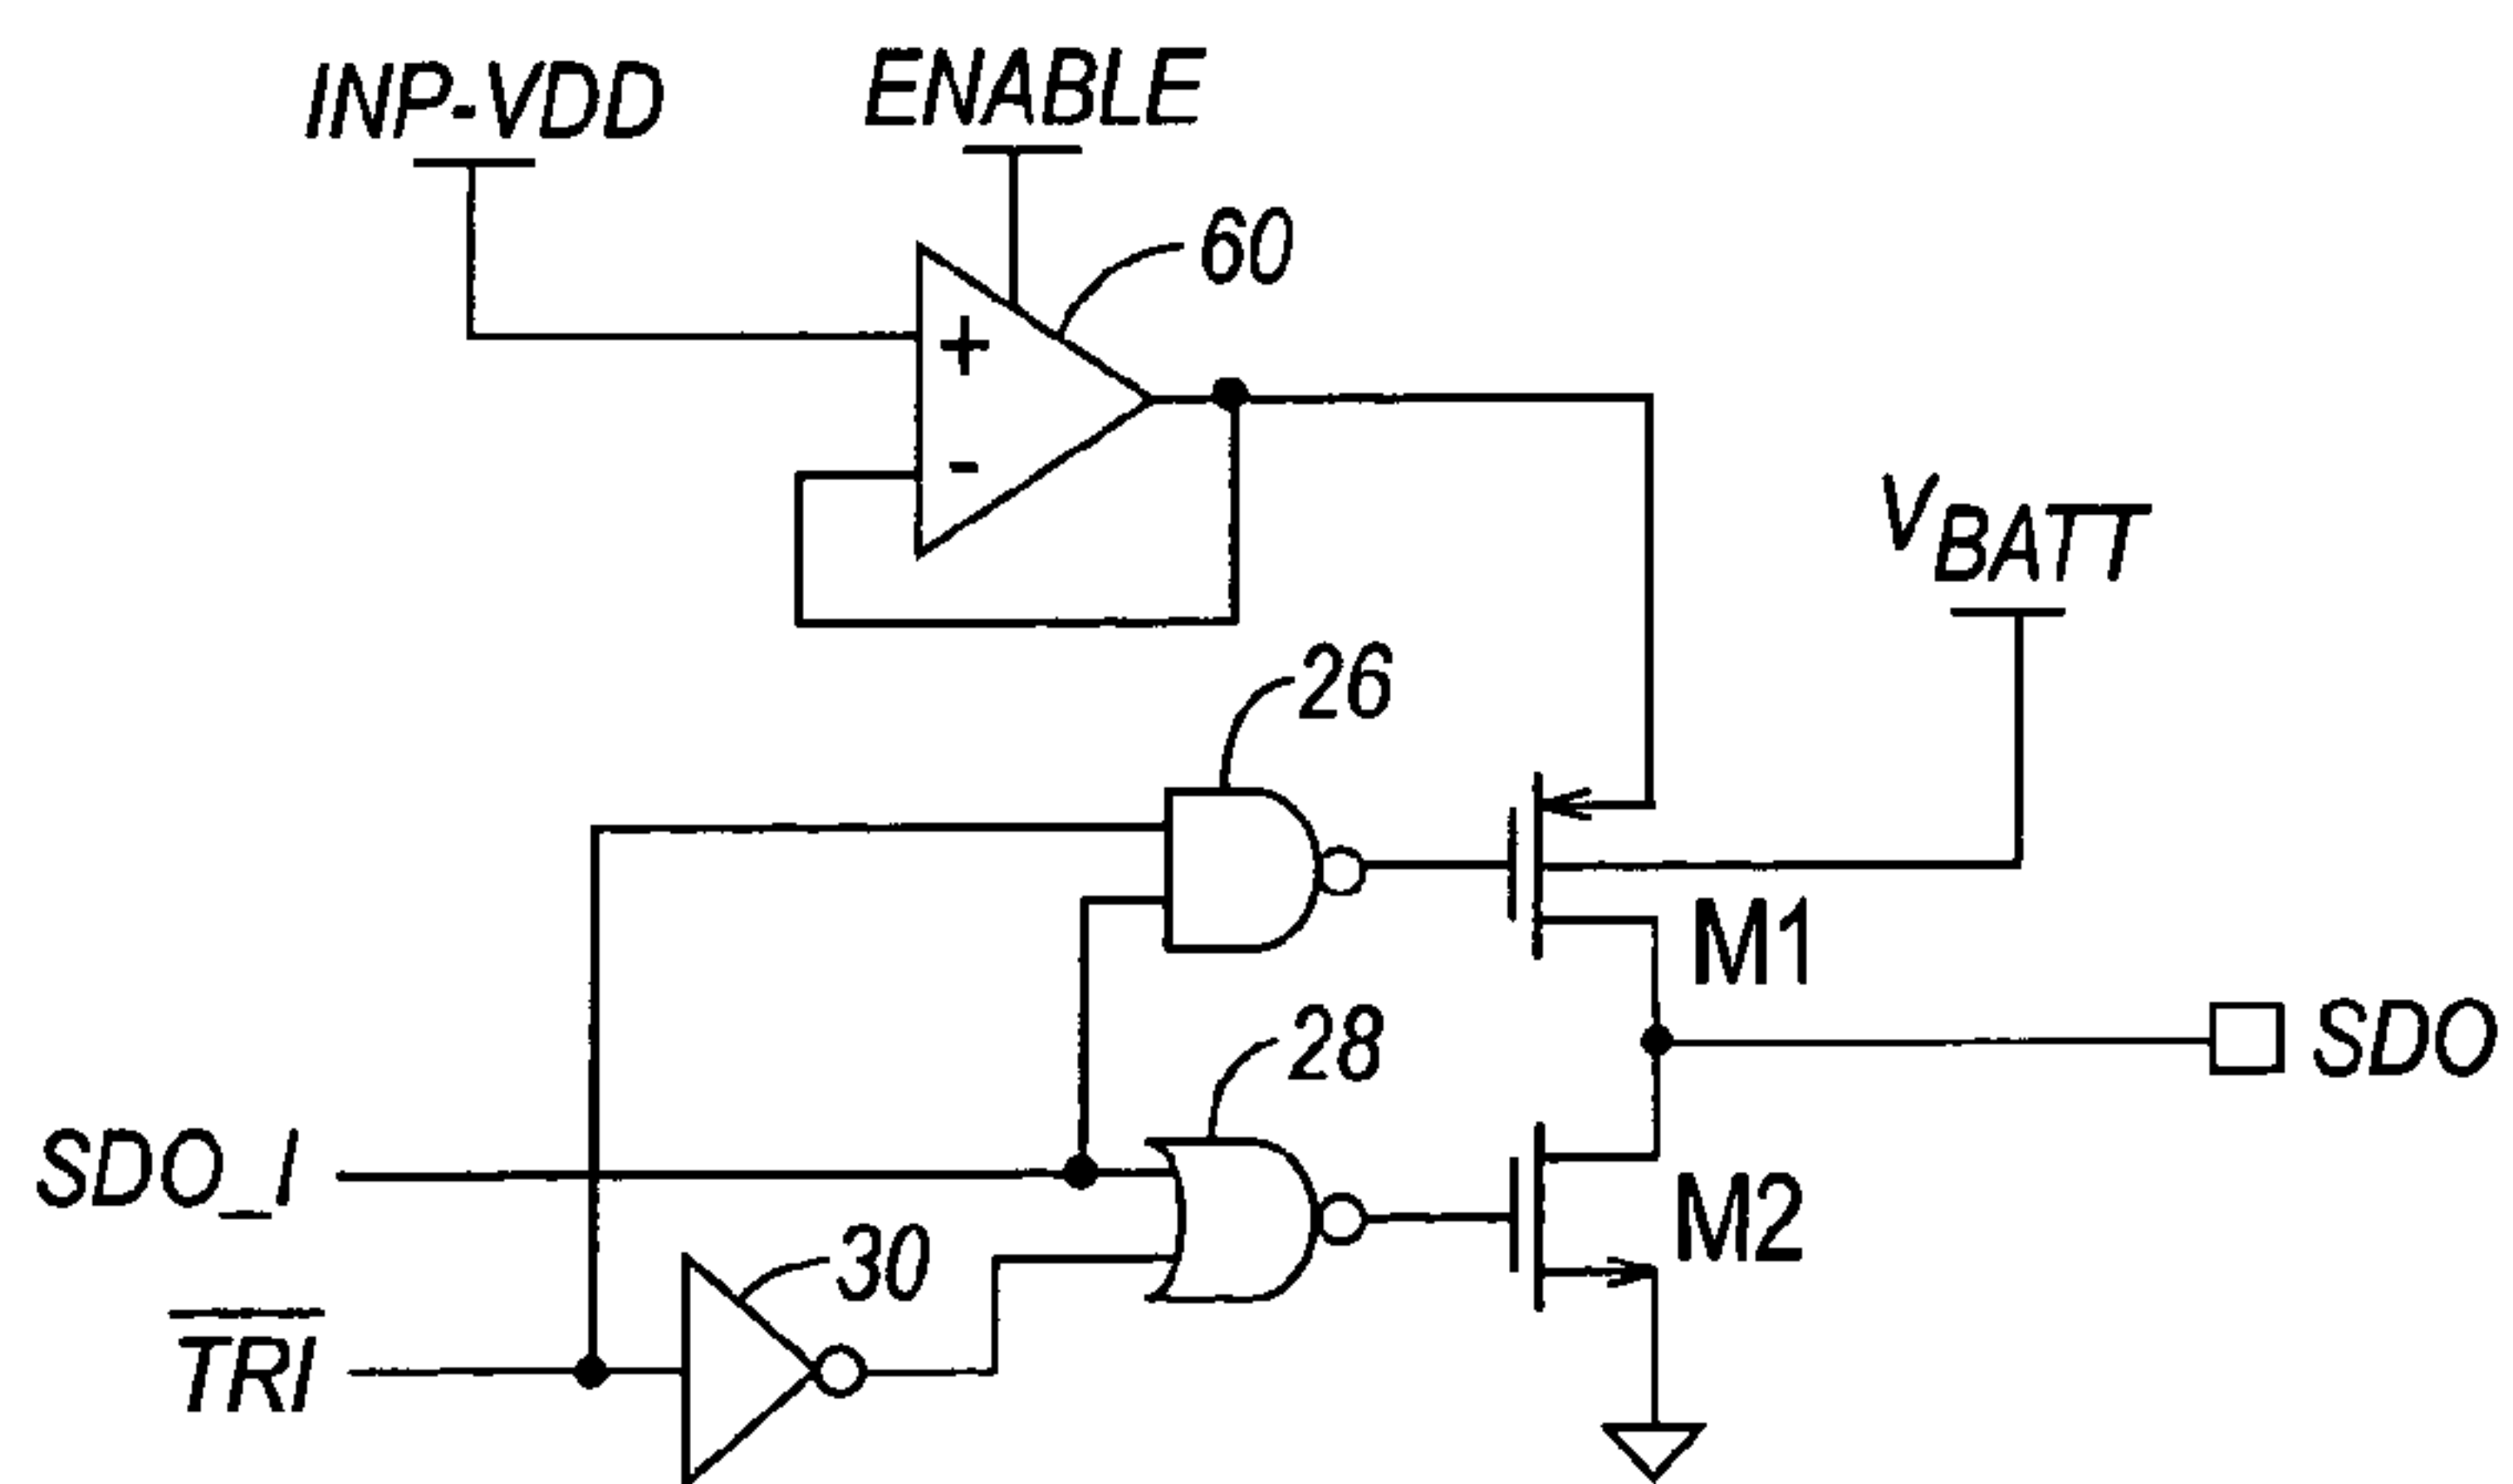 INP-VDD
ENABLE
60
+
-
VBATT
26
M1
28
SDO
SDO_I
M2
30
TRI